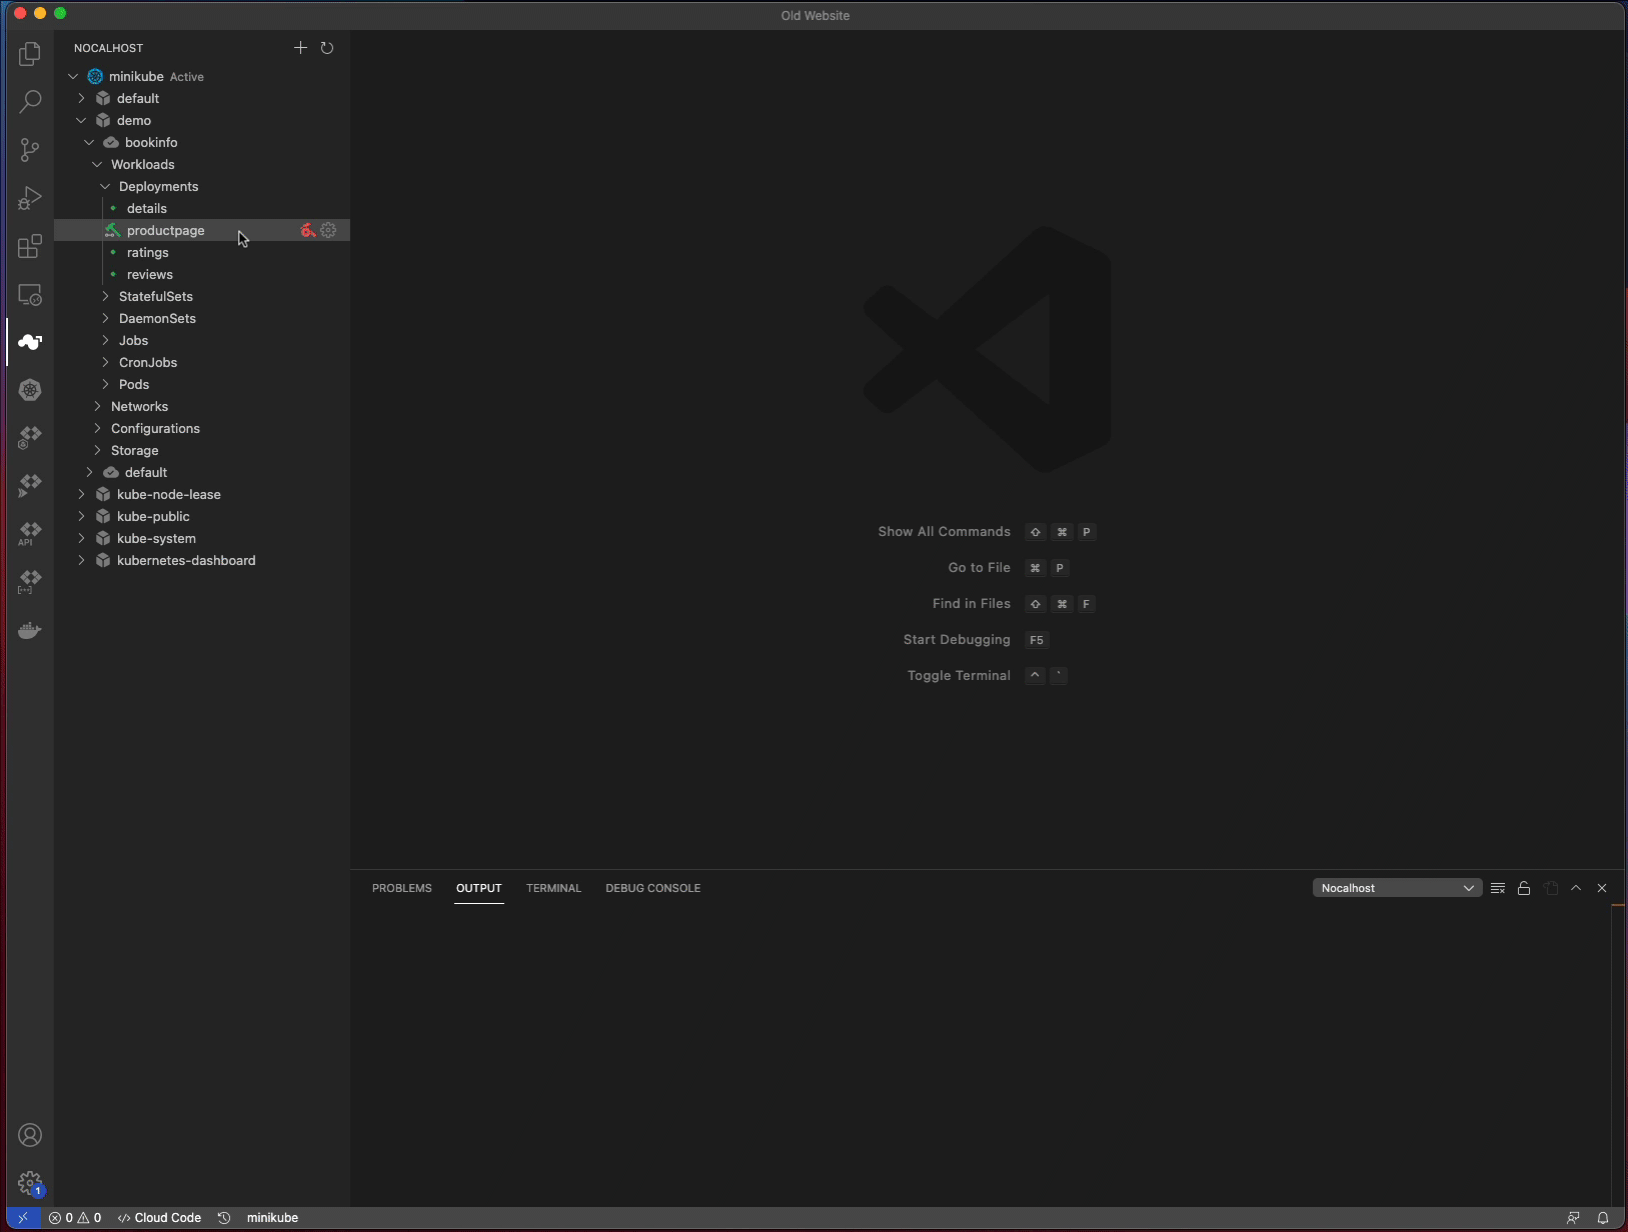 Old Website
NOCALHOST
minikube Active
default
demo
bookinfo
Workloads
Deployments
details
productpage
ratings
reviews
StatefulSets
DaemonSets
Jobs
CronJobs
Pods
Networks
Configurations
Storage
default
kube-node-lease
kube-public
kube-system
kubernetes-dashboard
API
Show All Commands ⇧ ⌘ P
Go to File ⌘ P
Find in Files ⇧ ⌘ F
Start Debugging F5
Toggle Terminal ^ `
PROBLEMS OUTPUT TERMINAL DEBUG CONSOLE Nocalhost
1
0 0 Cloud Code minikube